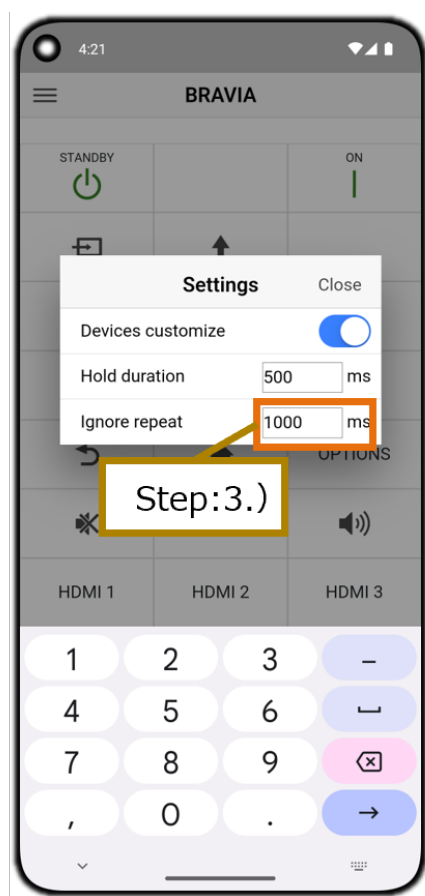 4:21
BRAVIA
STANDBY
ON
Settings
Close
Devices customize
Hold duration 500 ms
Ignore repeat 1000 ms
OPTIONS
Step:3.)
HDMI 1 HDMI 2 HDMI 3
1 2 3 –
4 5 6
7 8 9
, 0 . →